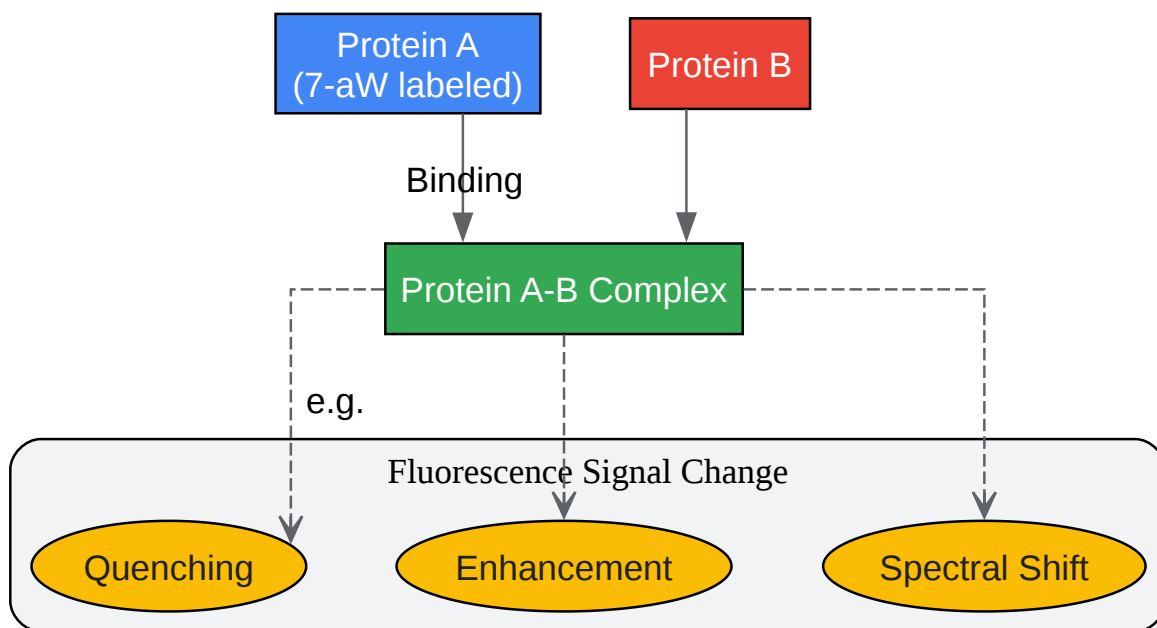 Protein A
(7-aW labeled)
Protein B
Binding
Protein A-B Complex
e.g.
Fluorescence Signal Change
Quenching
Enhancement
Spectral Shift